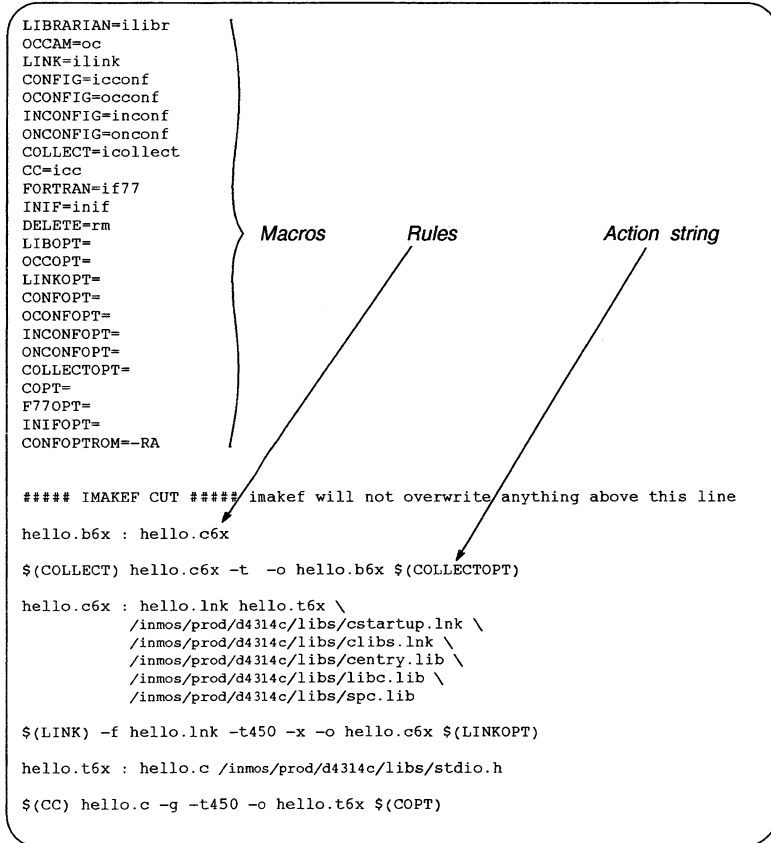 LIBRARIAN=ilibr
OCCAM=oc
LINK=ilink
CONFIG=icconf
OCONFIG=occonf
INCONFIG=inconf
ONCONFIG=onconf
COLLECT=icollect
CC=icc
FORTRAN=if77
INIF=inif
DELETE=rm
Macros Rules Action string
LIBOPT=
OCCOPT=
LINKOPT=
CONFOPT=
OCONFOPT=
INCONFOPT=
ONCONFOPT=
COLLECTOPT=
COPT=
F77OPT=
INIFOPT=
CONFOPTROM=-RA
##### IMAKEF CUT ##### imakef will not overwrite anything above this line
hello.b6x : hello.c6x
$(COLLECT) hello.c6x -t -o hello.b6x $(COLLECTOPT)
hello.c6x : hello.lnk hello.t6x \
/inmos/prod/d4314c/libs/cstartup.lnk \
/inmos/prod/d4314c/libs/clibs.lnk \
/inmos/prod/d4314c/libs/centry.lib \
/inmos/prod/d4314c/libs/libc.lib \
/inmos/prod/d4314c/libs/spc.lib
$(LINK) -f hello.lnk -t450 -x -o hello.c6x $(LINKOPT)
hello.t6x : hello.c /inmos/prod/d4314c/libs/stdio.h
$(CC) hello.c -g -t450 -o hello.t6x $(COPT)